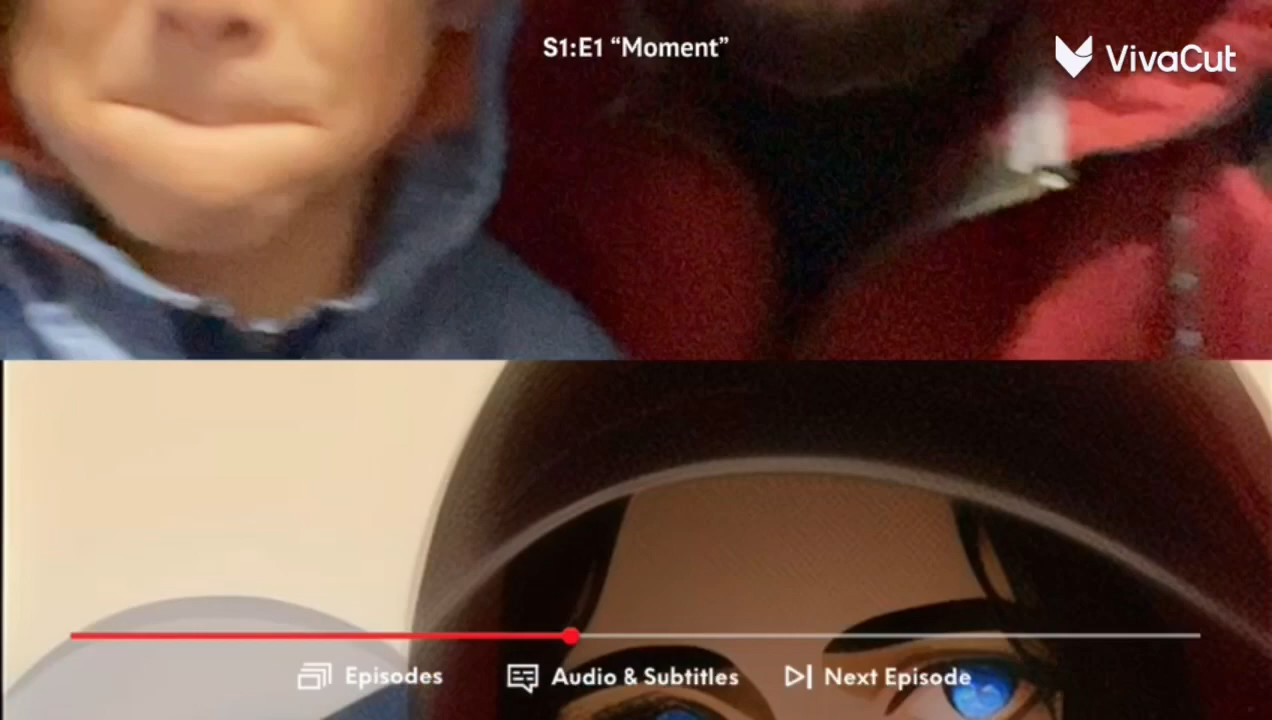 S1:E1 “Moment”
VivaCut
Episodes
Audio & Subtitles
Next Episode